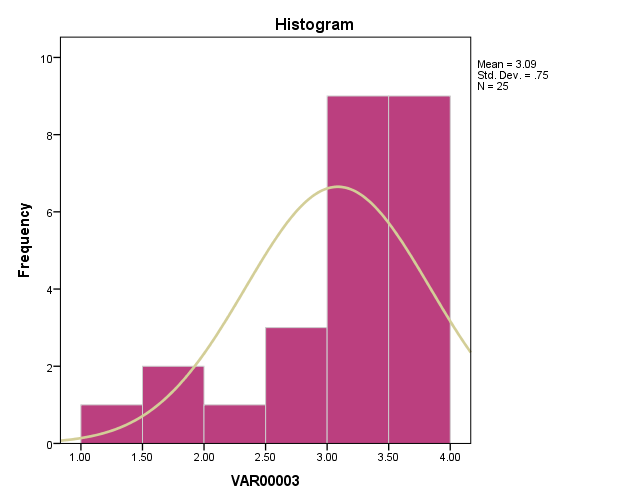 Histogram
Mean = 3.09
Std. Dev. = .75
N = 25
Frequency
10
8
6
4
2
0
1.00 1.50 2.00 2.50 3.00 3.50 4.00
VAR00003